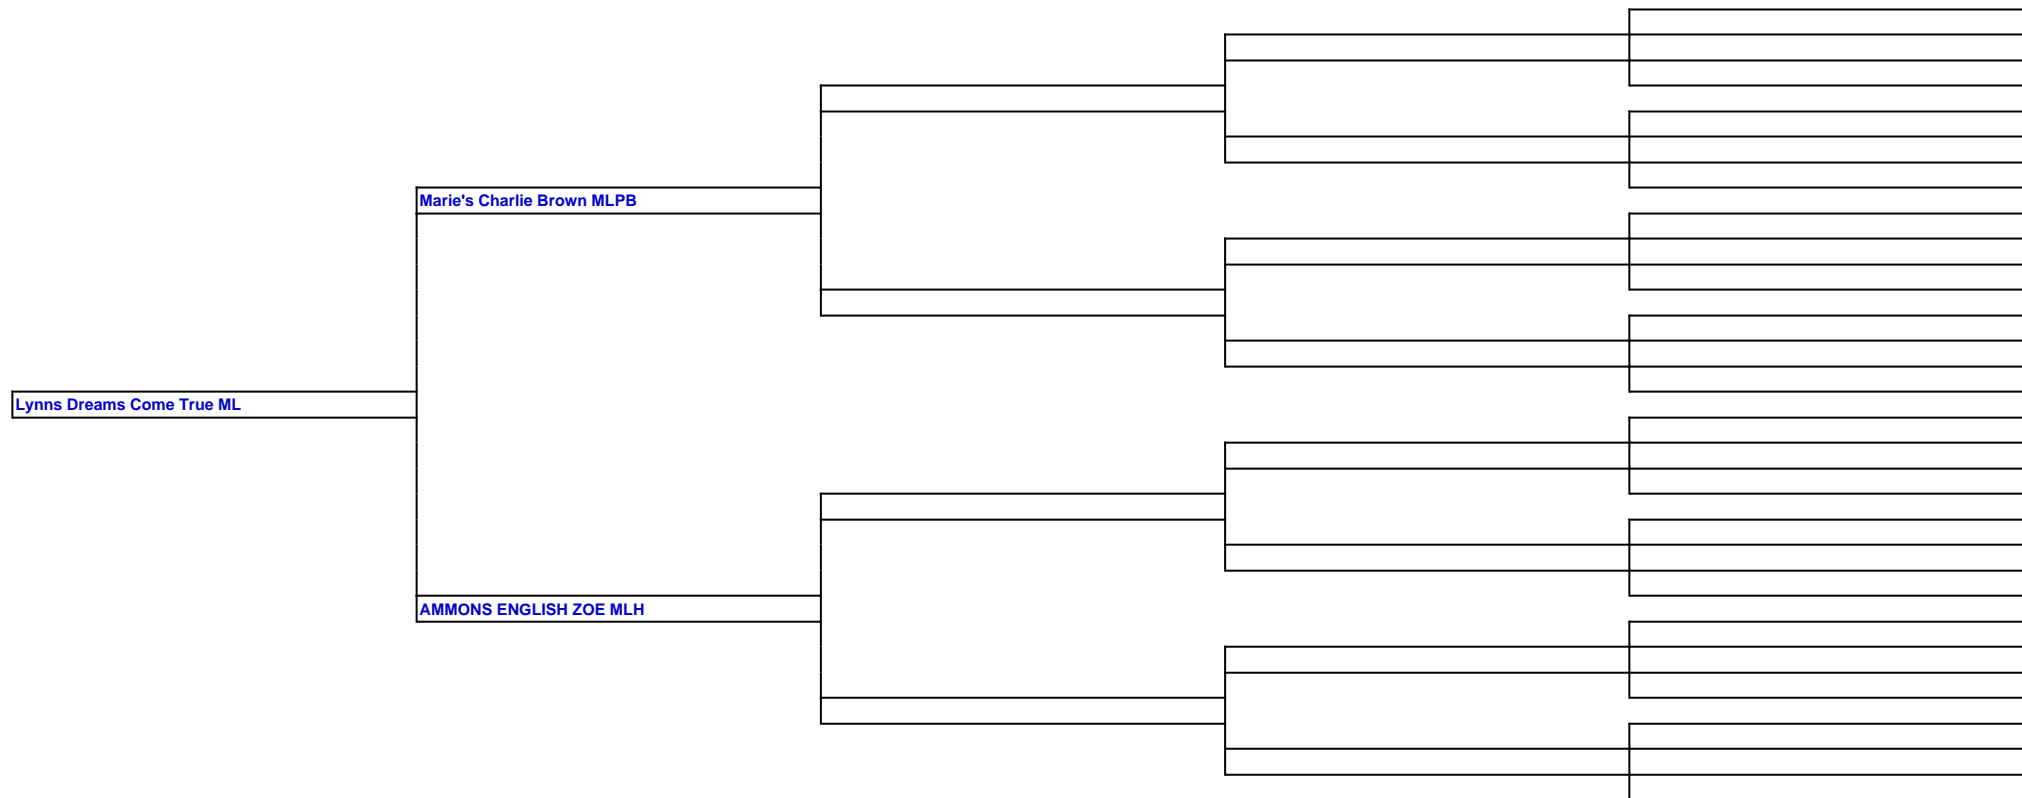 Marie's Charlie Brown MLPB
Lynns Dreams Come True ML
AMMONS ENGLISH ZOE MLH